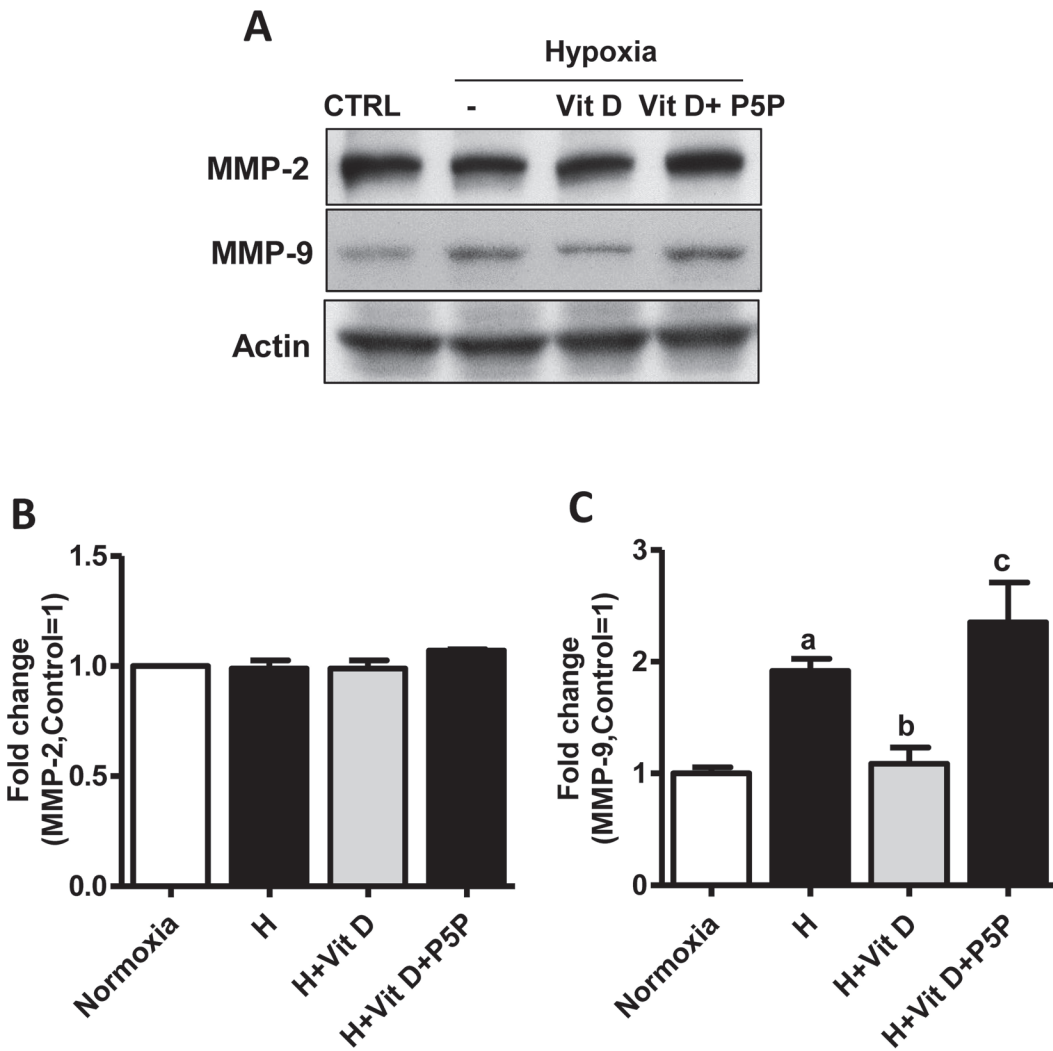 A
Hypoxia
CTRL - Vit D Vit D+ P5P
MMP-2
MMP-9
Actin
B
Fold change
(MMP-2,Control=1)
1.5
1.0
0.5
0.0
Normoxia
H
H+Vit D
H+Vit D+P5P
C
Fold change
(MMP-9,Control=1)
3
2
1
0
a
b
c
Normoxia
H
H+Vit D
H+Vit D+P5P